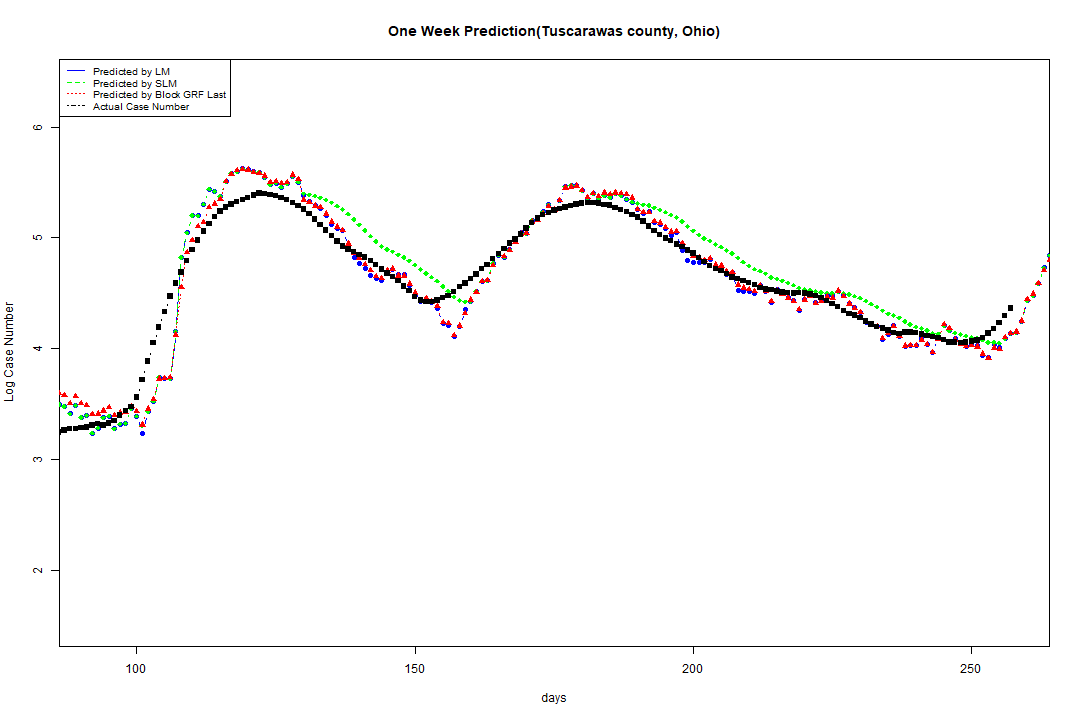 One Week Prediction(Tuscarawas county, Ohio)
Predicted by LM
Predicted by SLM
Predicted by Block GRF Last
Actual Case Number
6
5
4
3
2
Log Case Number
100 150 200 250
days